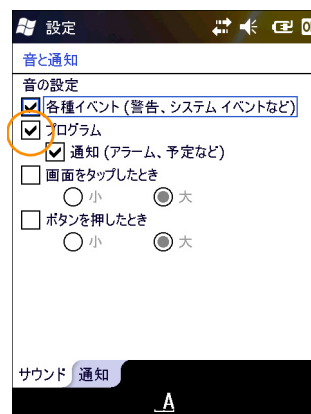 設定
音と通知
音の設定
各種イベント (警告、システム イベントなど)
プログラム
通知 (アラーム、予定など)
画面をタップしたとき
小 大
ボタンを押したとき
小 大
サウンド 通知
A